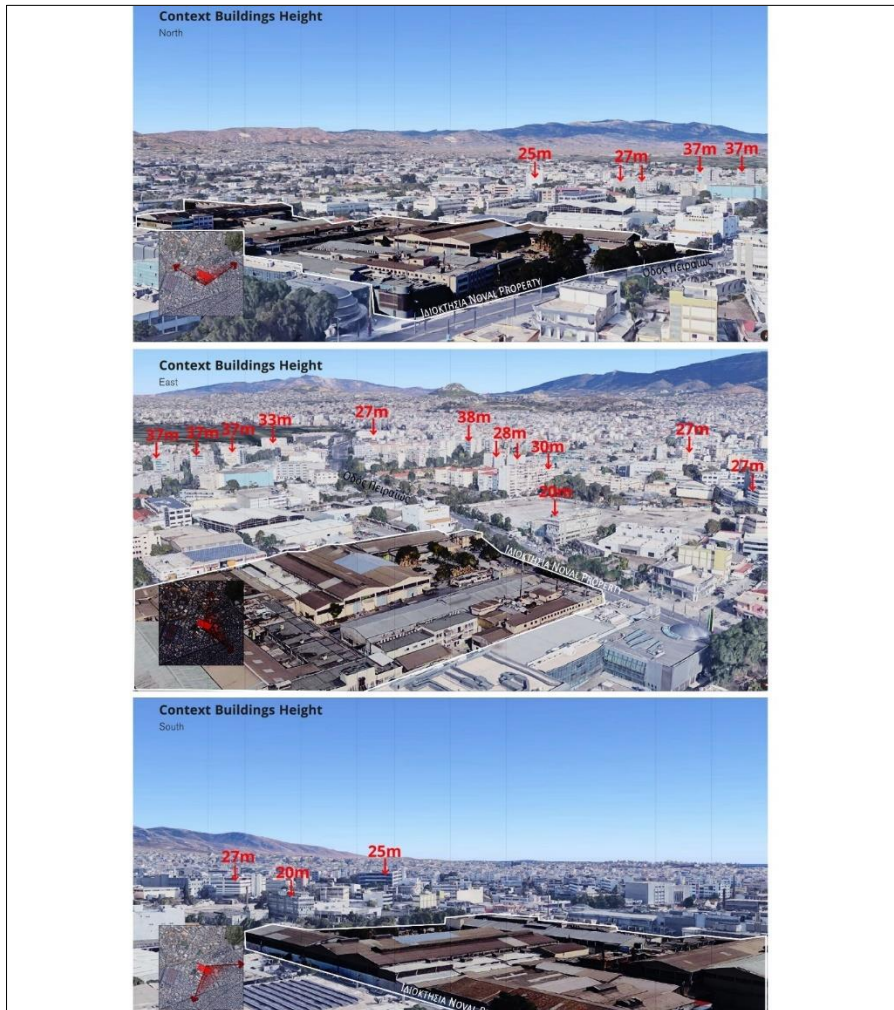 Context Buildings Height
North
25m
27m
37m
37m
Οδος Πειραιως
Ιδιοκτησια Noval Property
Context Buildings Height
East
37m
37m
37m
33m
27m
38m
28m
30m
20m
27m
27m
Οδος Πειραιως
Ιδιοκτησια Noval Property
Context Buildings Height
South
27m
20m
25m
Ιδιοκτησια Noval